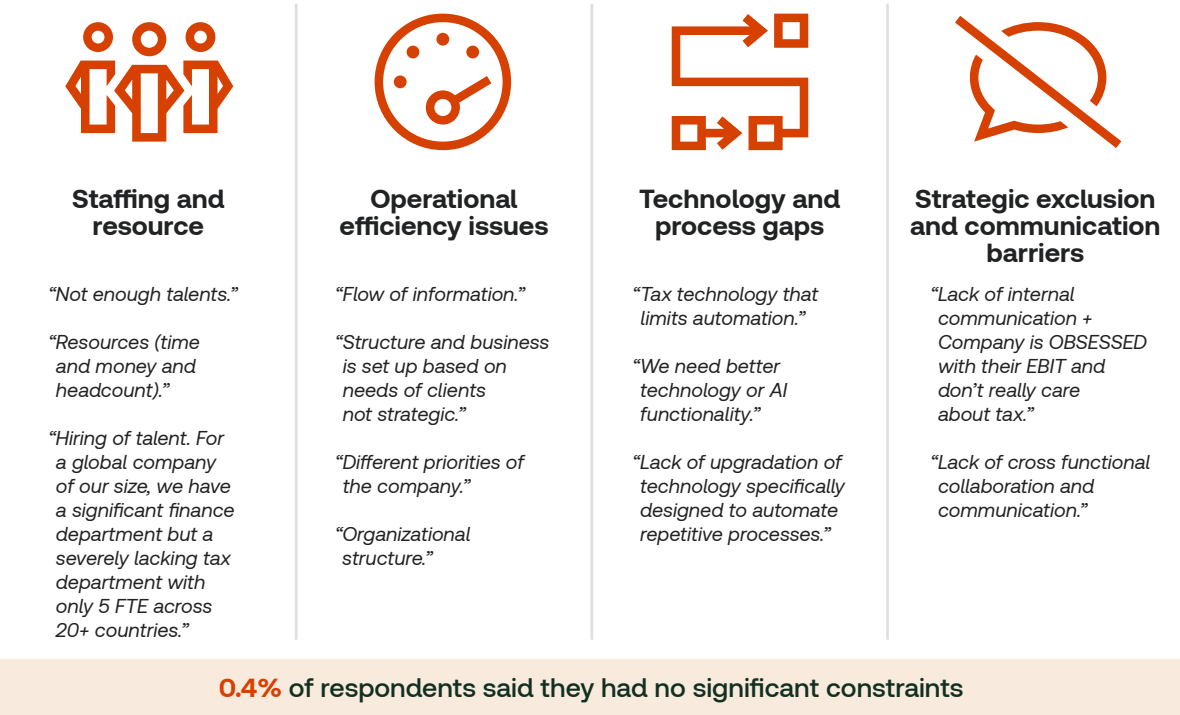 Staffing and
resource
“Not enough talents.”
“Resources (time
and money and
headcount).”
“Hiring of talent. For
a global company
of our size, we have
a significant finance
department but a
severely lacking tax
department with
only 5 FTE across
20+ countries.”
Operational
efficiency issues
“Flow of information.”
“Structure and business
is set up based on
needs of clients
not strategic.”
“Different priorities of
the company.”
“Organizational
structure.”
Technology and
process gaps
“Tax technology that
limits automation.”
“We need better
technology or AI
functionality.”
“Lack of upgradation of
technology specifically
designed to automate
repetitive processes.”
Strategic exclusion
and communication
barriers
“Lack of internal
communication +
Company is OBSESSED
with their EBIT and
don’t really care
about tax.”
“Lack of cross functional
collaboration and
communication.”
0.4% of respondents said they had no significant constraints